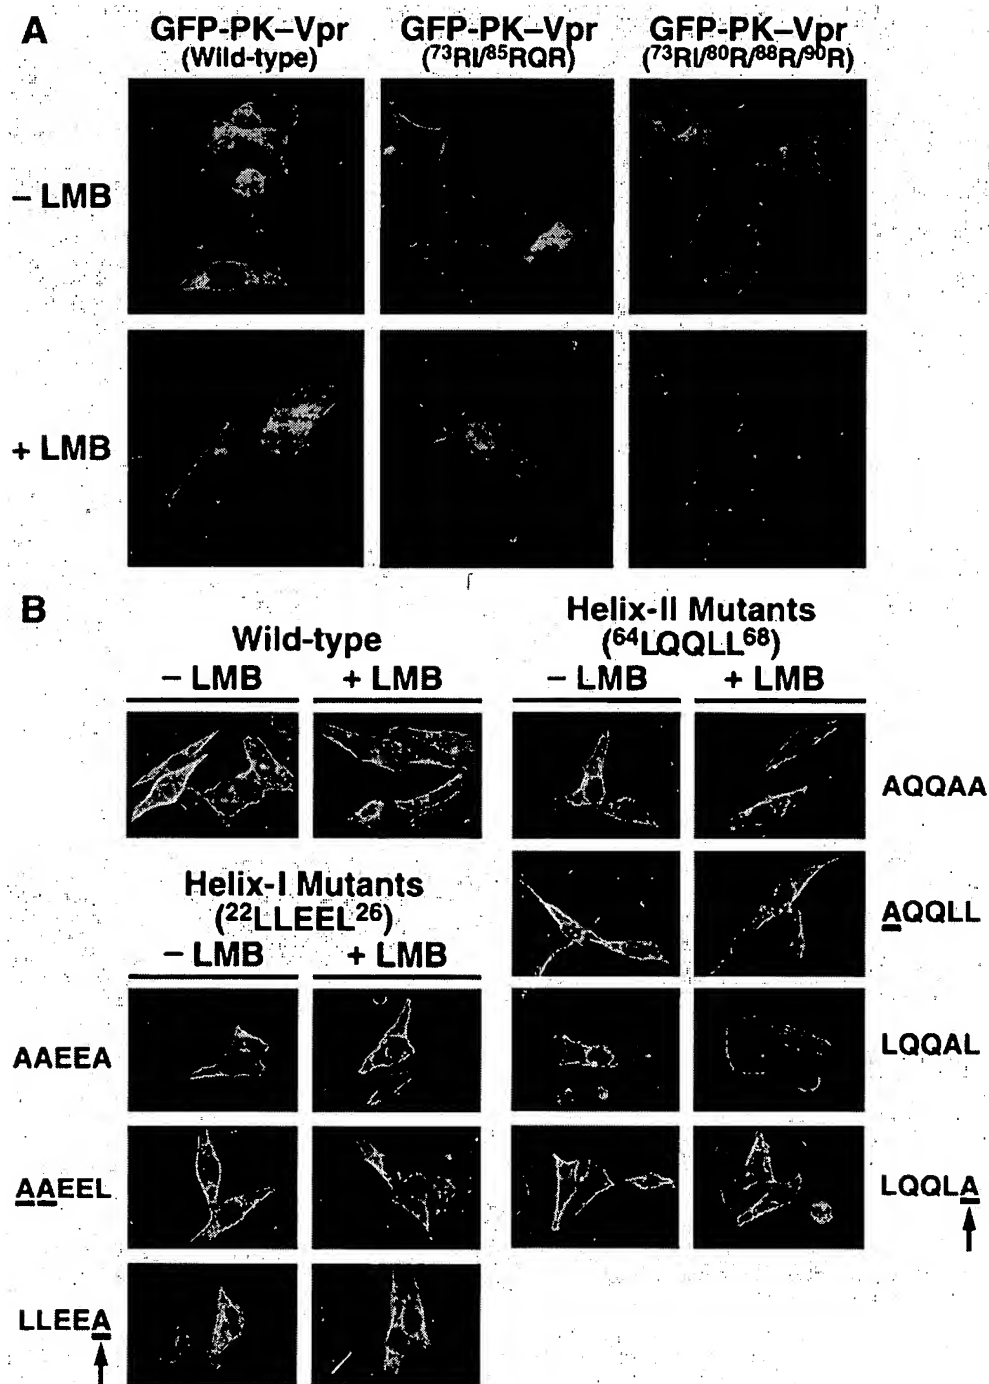 A
GFP-PK–Vpr
(Wild-type)
GFP-PK–Vpr
(⁷³RI/⁸⁵RQR)
GFP-PK–Vpr
(⁷³RI/⁸⁰R/⁸⁸R/⁹⁰R)
– LMB
+ LMB
B
Wild-type
– LMB + LMB
Helix-II Mutants
(⁶⁴LQQLL⁶⁸)
– LMB + LMB
AQQAA
AQQLL
LQQAL
LQQLA
Helix-I Mutants
(²²LLEEL²⁶)
– LMB + LMB
AAEEA
AAEEL
LLEEA